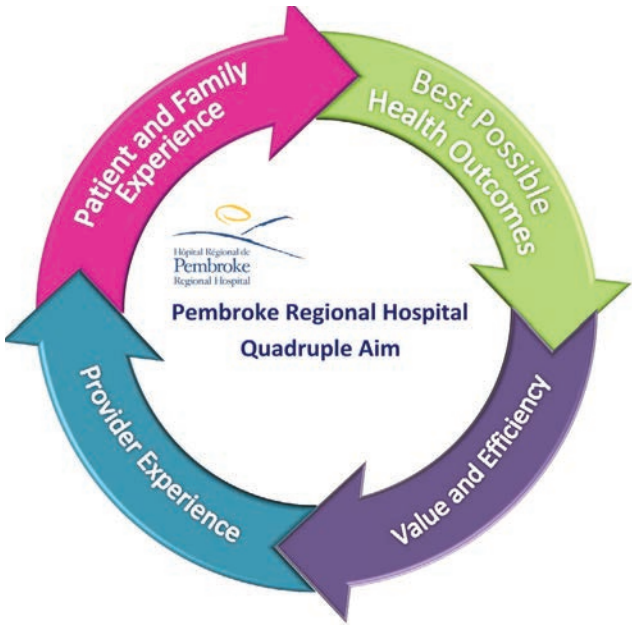 Patient and Family
Experience
Best Possible
Health Outcomes
Hôpital Régional de
Pembroke
Regional Hospital
Pembroke Regional Hospital
Quadruple Aim
Provider Experience
Value and Efficiency